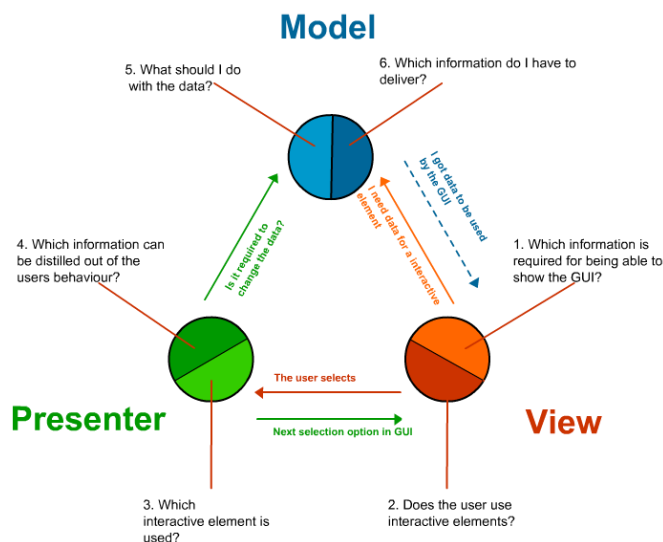 Model
5. What should I do
with the data?
6. Which information do I have to
deliver?
I got data to be used
by the GUI
I need data for a interactive
element
Is it required to
change the data?
4. Which information can
be distilled out of the
users behaviour?
1. Which information is
required for being able to
show the GUI?
The user selects
Presenter
Next selection option in GUI
View
3. Which
interactive element is
used?
2. Does the user use
interactive elements?